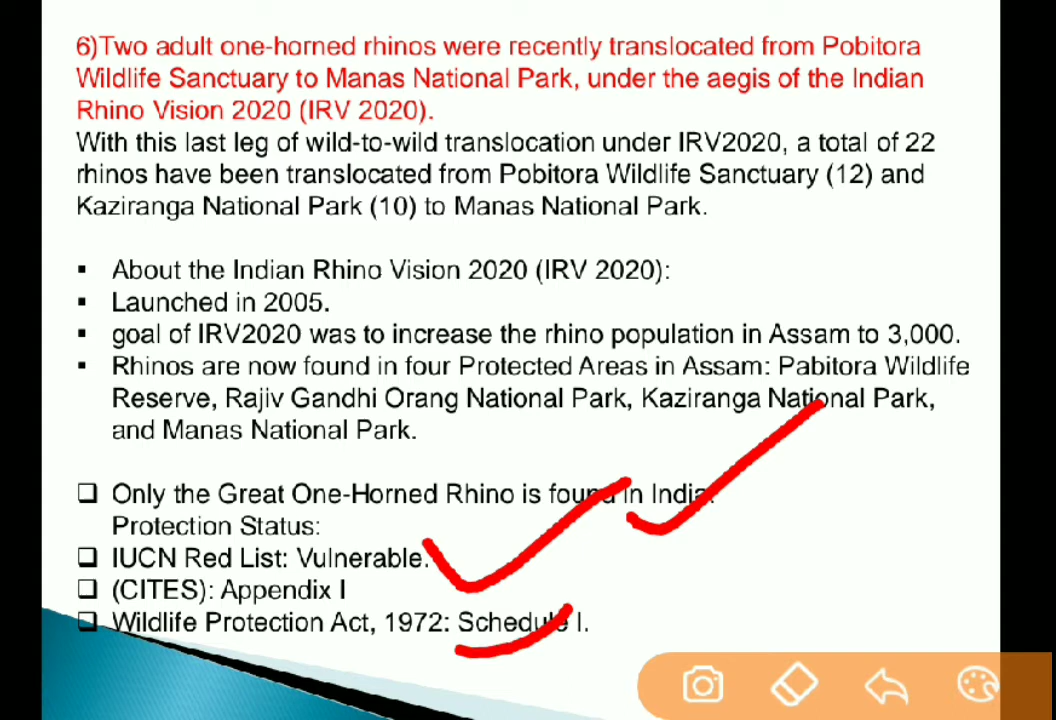 6)Two adult one-horned rhinos were recently translocated from Pobitora
Wildlife Sanctuary to Manas National Park, under the aegis of the Indian
Rhino Vision 2020 (IRV 2020).
With this last leg of wild-to-wild translocation under IRV2020, a total of 22
rhinos have been translocated from Pobitora Wildlife Sanctuary (12) and
Kaziranga National Park (10) to Manas National Park.
▪ About the Indian Rhino Vision 2020 (IRV 2020):
▪ Launched in 2005.
▪ goal of IRV2020 was to increase the rhino population in Assam to 3,000.
▪ Rhinos are now found in four Protected Areas in Assam: Pabitora Wildlife
Reserve, Rajiv Gandhi Orang National Park, Kaziranga National Park,
and Manas National Park.
❑ Only the Great One-Horned Rhino is found in India.
Protection Status:
❑ IUCN Red List: Vulnerable.
❑ (CITES): Appendix I
❑ Wildlife Protection Act, 1972: Schedule I.